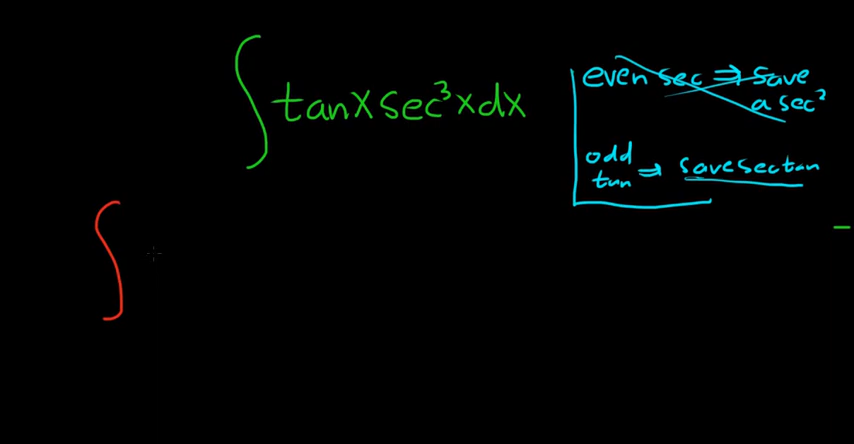 ∫ tanx sec³x dx
even sec ⇒ save
a sec²
odd
tan ⇒ save sec tan
∫